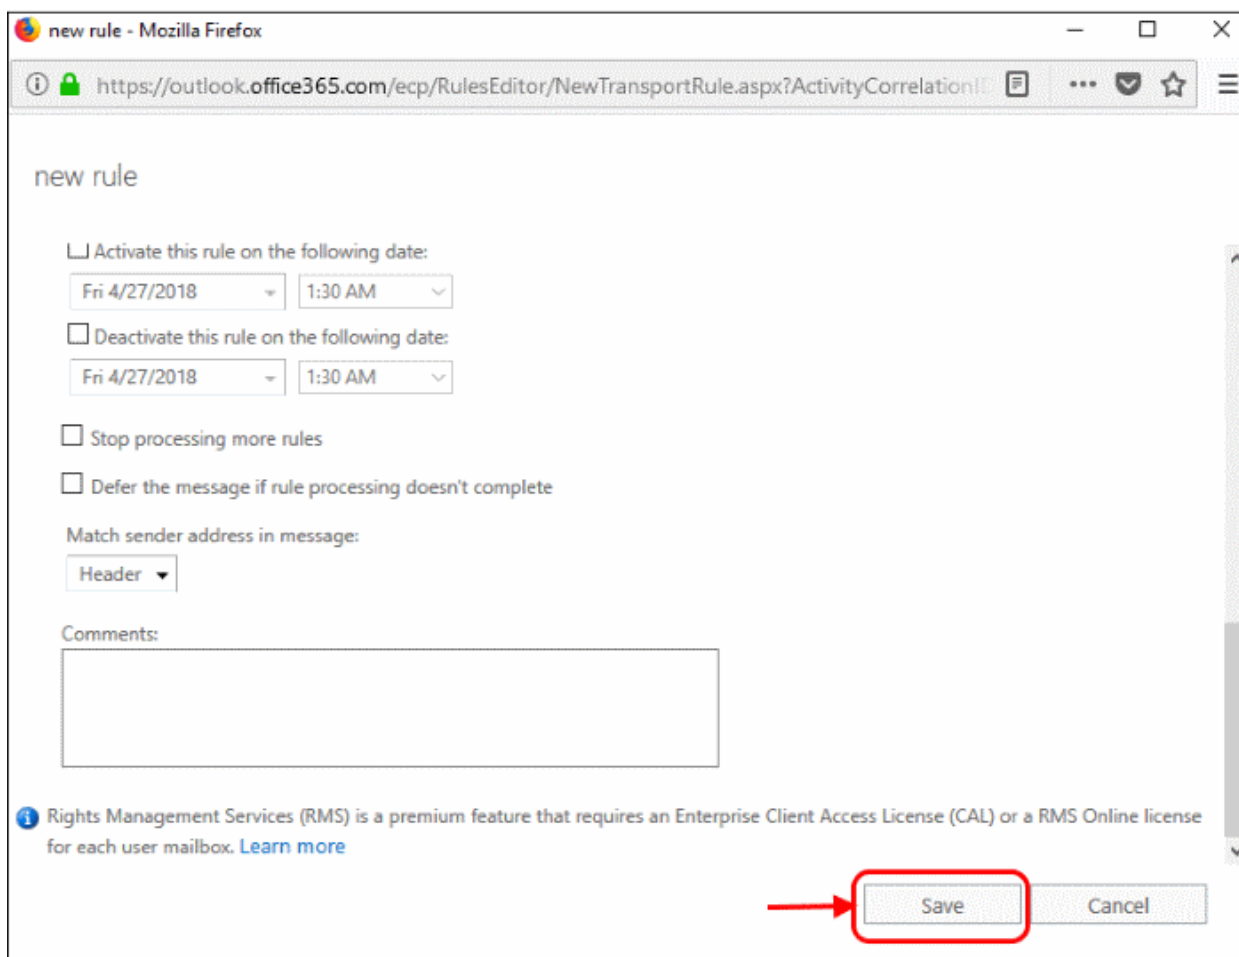 new rule - Mozilla Firefox
https://outlook.office365.com/ecp/RulesEditor/NewTransportRule.aspx?ActivityCorrelationI
new rule
Activate this rule on the following date:
Fri 4/27/2018 1:30 AM
Deactivate this rule on the following date:
Fri 4/27/2018 1:30 AM
Stop processing more rules
Defer the message if rule processing doesn't complete
Match sender address in message:
Header
Comments:
Rights Management Services (RMS) is a premium feature that requires an Enterprise Client Access License (CAL) or a RMS Online license
for each user mailbox. Learn more
Save Cancel